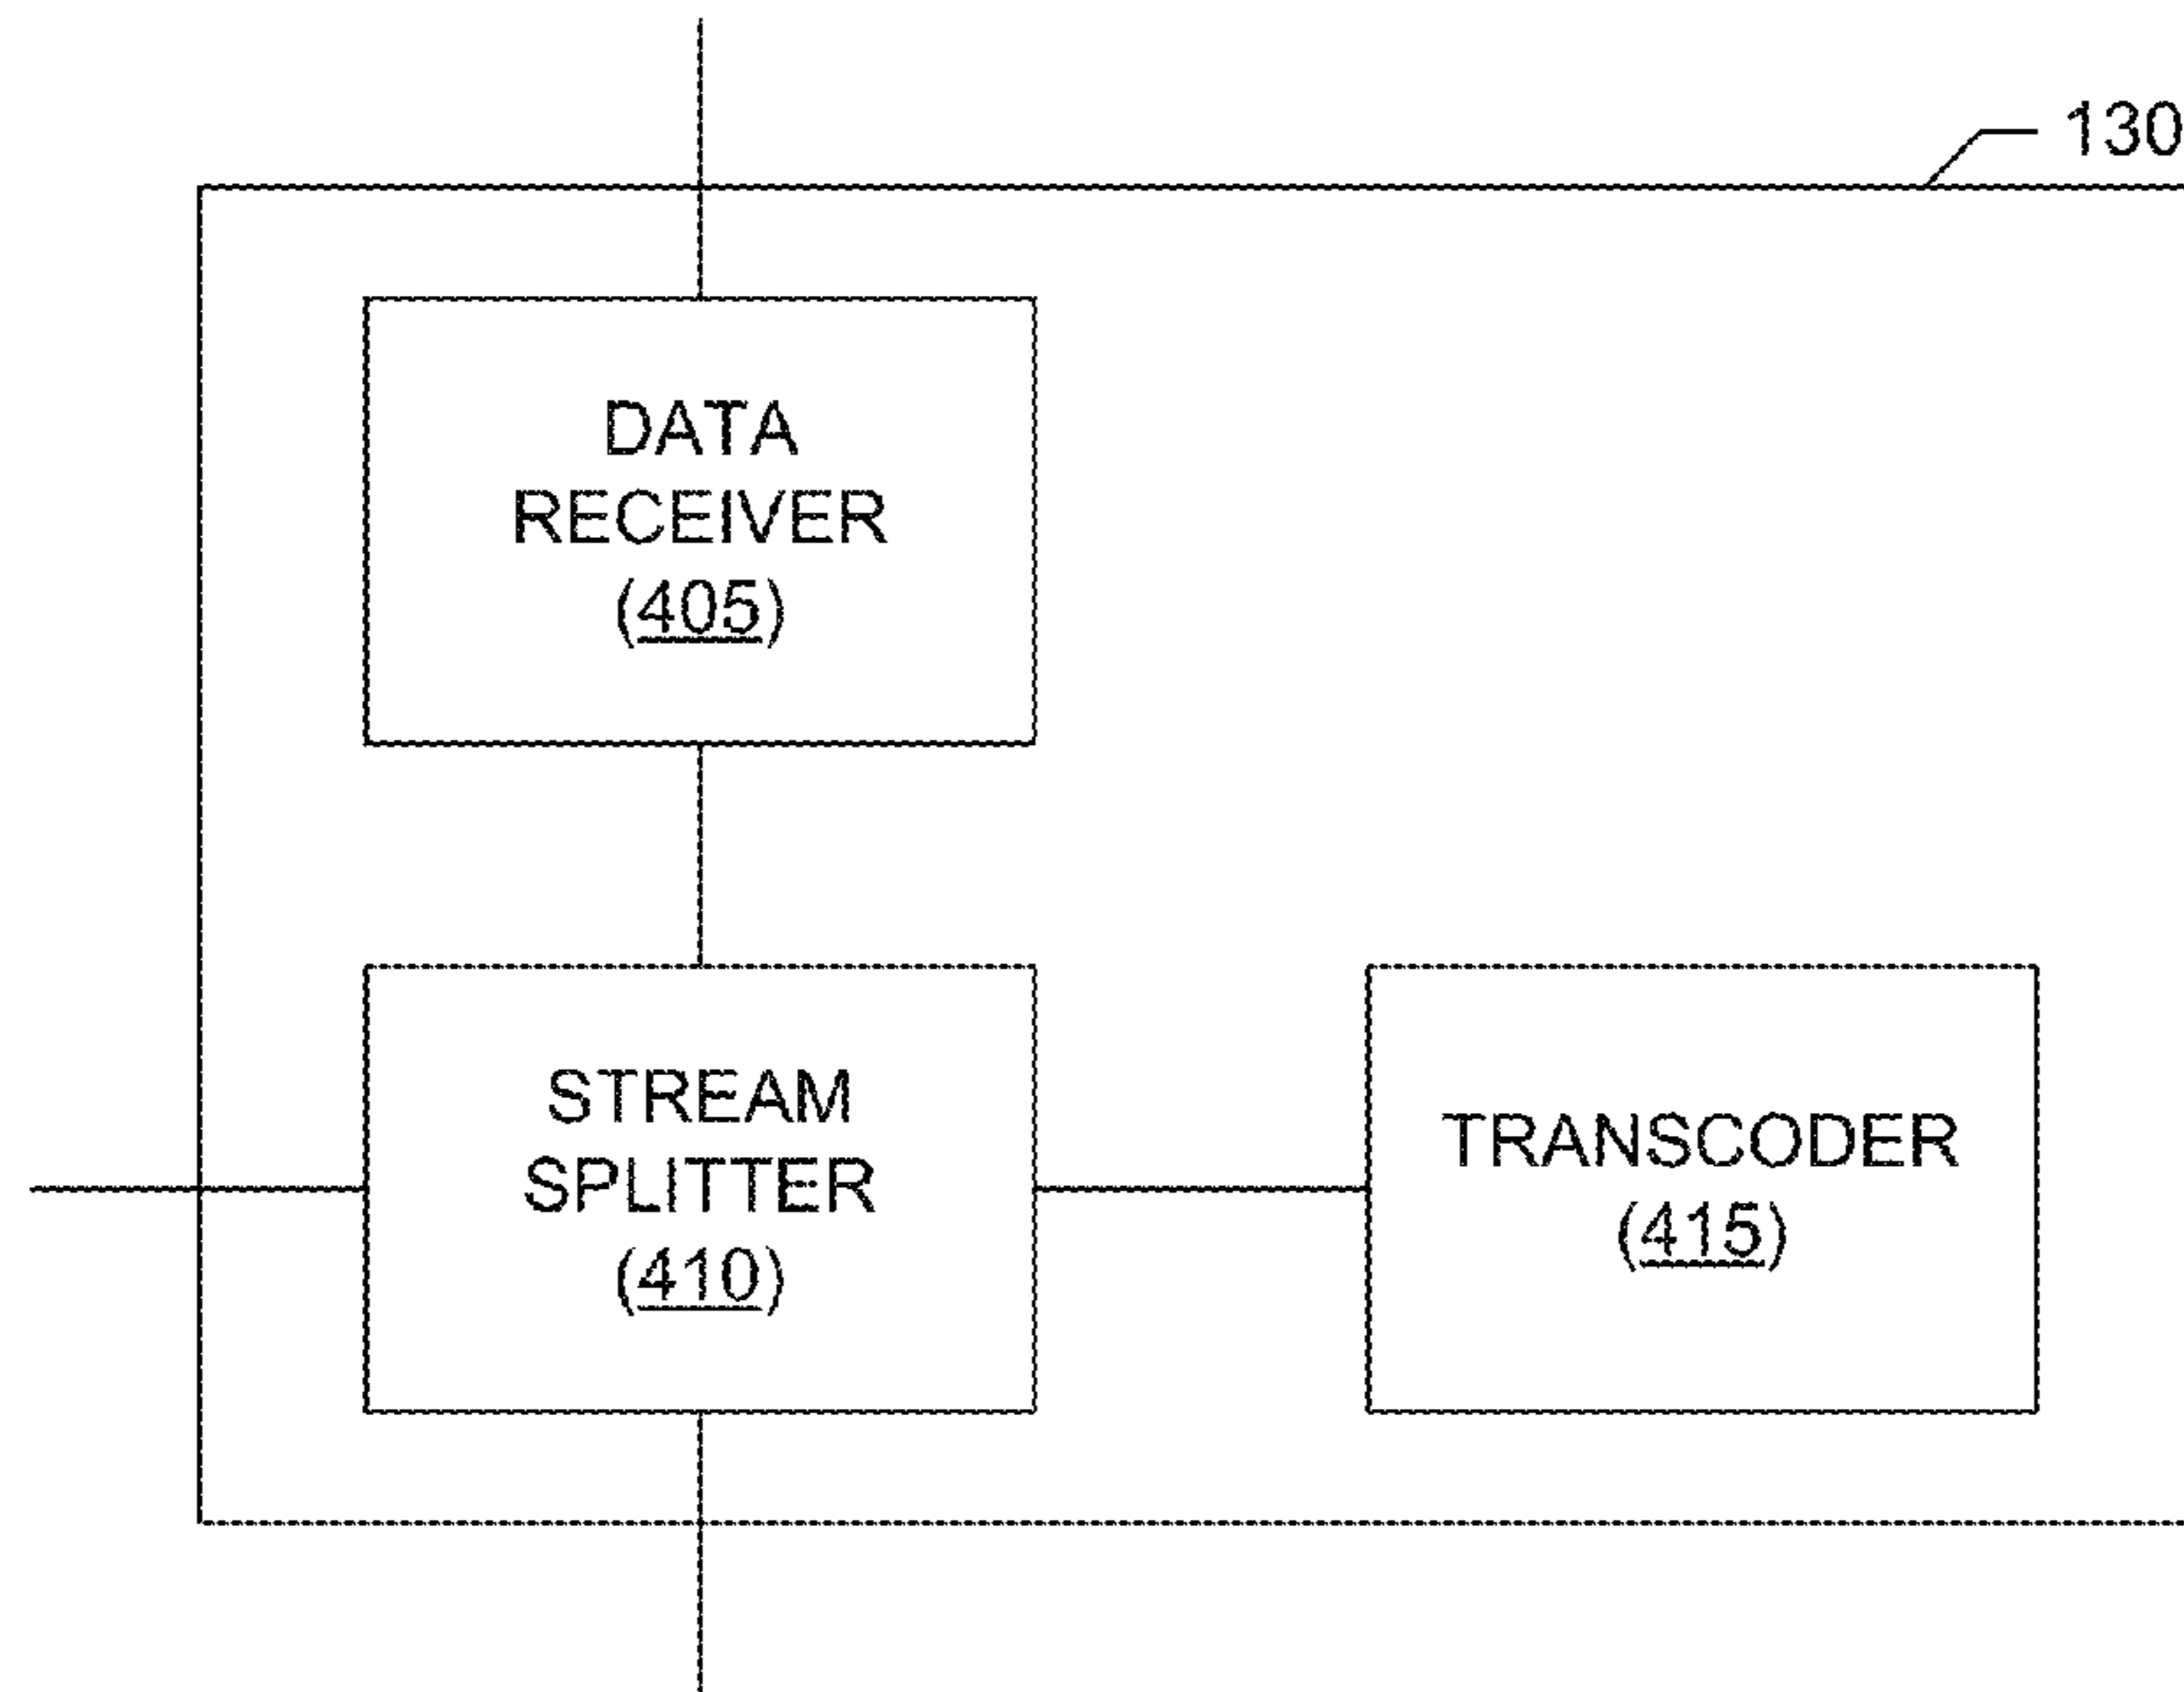 130
DATA
RECEIVER
(405)
STREAM
SPLITTER
(410)
TRANSCODER
(415)